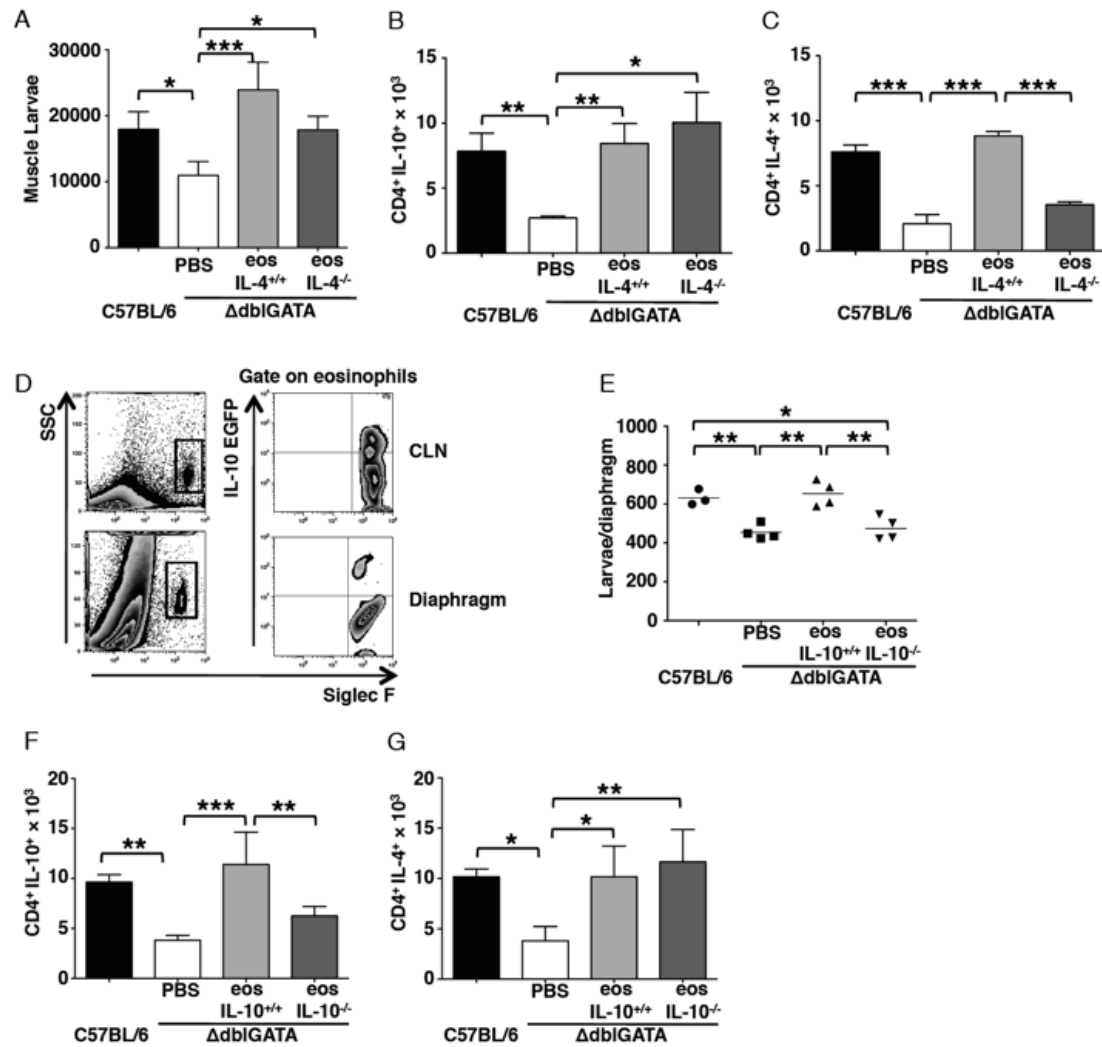 A
Muscle Larvae
30000
20000
10000
0
*
***
*
PBS
eos
IL-4+/+
eos
IL-4-/-
C57BL/6
ΔdblGATA
B
CD4+ IL-10+ × 10³
15
10
5
0
**
**
*
PBS
eos
IL-4+/+
eos
IL-4-/-
C57BL/6
ΔdblGATA
C
CD4+ IL-4+ × 10³
15
10
5
0
***
***
***
PBS
eos
IL-4+/+
eos
IL-4-/-
C57BL/6
ΔdblGATA
D
Gate on eosinophils
SSC
IL-10 EGFP
200
150
100
50
0
CLN
Diaphragm
Siglec F
E
Larvae/diaphragm
1000
800
600
400
200
0
*
**
**
**
PBS
eos
IL-10+/+
eos
IL-10-/-
C57BL/6
ΔdblGATA
F
CD4+ IL-10+ × 10³
20
15
10
5
0
**
***
**
PBS
eos
IL-10+/+
eos
IL-10-/-
C57BL/6
ΔdblGATA
G
CD4+ IL-4+ × 10³
20
15
10
5
0
*
*
**
PBS
eos
IL-10+/+
eos
IL-10-/-
C57BL/6
ΔdblGATA